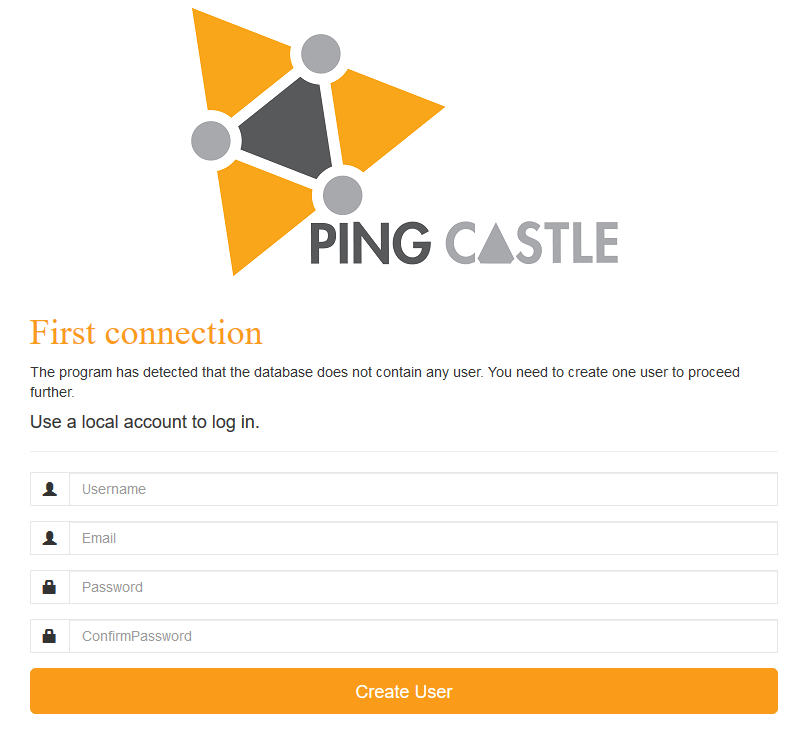 PING CASTLE
First connection
The program has detected that the database does not contain any user. You need to create one user to proceed
further.
Use a local account to log in.
Username
Email
Password
ConfirmPassword
Create User